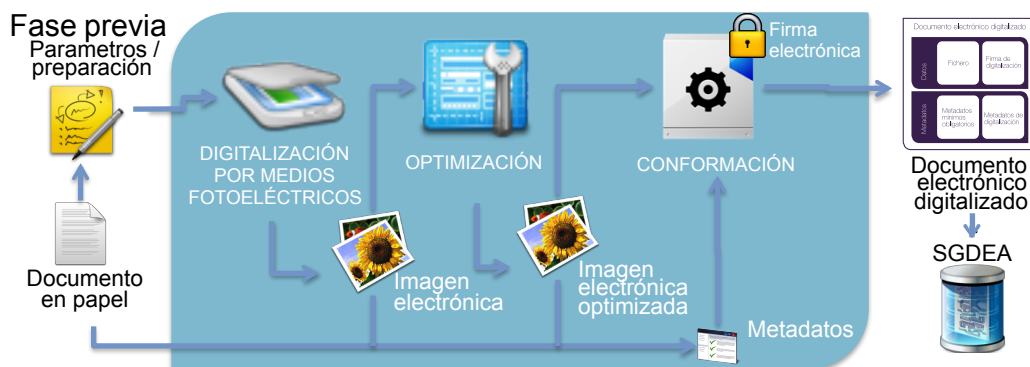 Fase previa
Parametros /
preparación
Documento
en papel
DIGITALIZACIÓN
POR MEDIOS
FOTOELÉCTRICOS
Imagen
electrónica
OPTIMIZACIÓN
Imagen
electrónica
optimizada
CONFORMACIÓN
Firma
electrónica
Metadatos
Documento electrónico digitalizado
Datos
Fichero
Firma de
digitalización
Metadatos
Metadatos
mínimos
obligatorios
Metadatos de
digitalización
Documento
electrónico
digitalizado
SGDEA